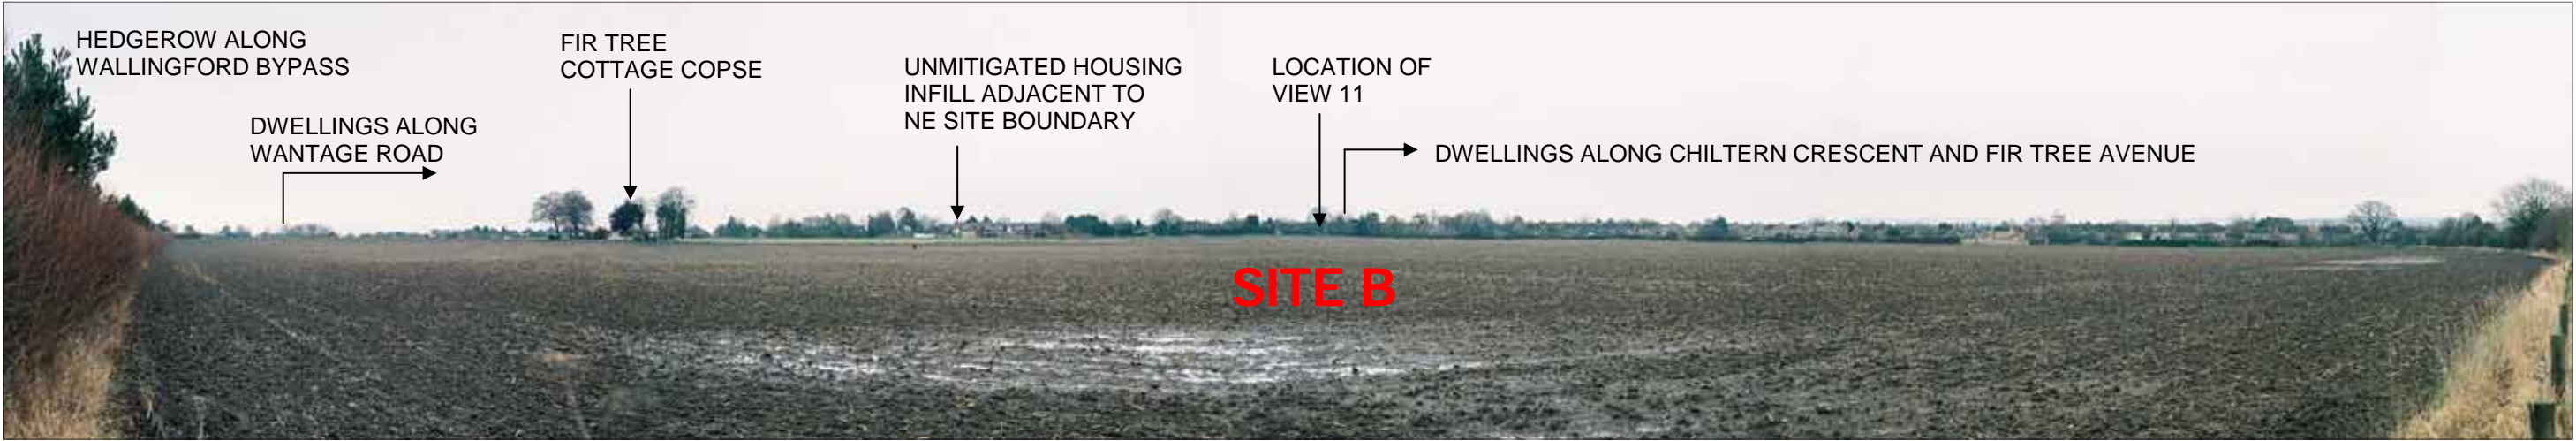 HEDGEROW ALONG
WALLINGFORD BYPASS
DWELLINGS ALONG
WANTAGE ROAD
FIR TREE
COTTAGE COPSE
UNMITIGATED HOUSING
INFILL ADJACENT TO
NE SITE BOUNDARY
LOCATION OF
VIEW 11
DWELLINGS ALONG CHILTERN CRESCENT AND FIR TREE AVENUE
SITE B